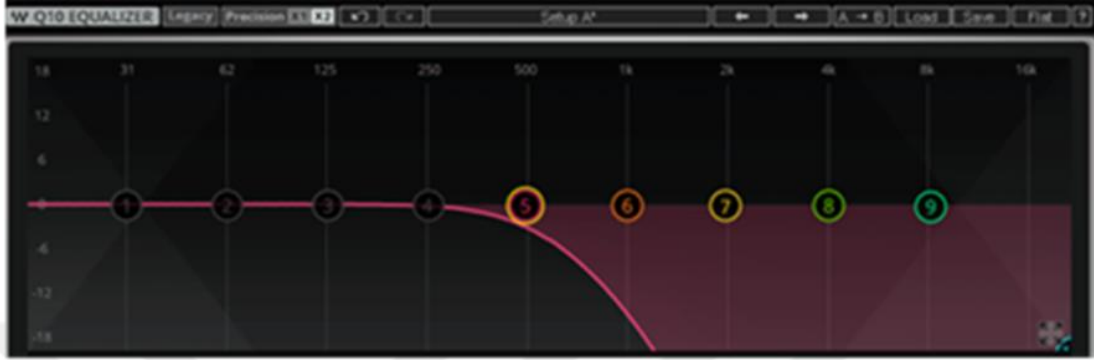 W Q10 EQUALIZER Legacy Precision X1 X2 Setup A* A → B Load Save Flat ?
18 31 62 125 250 500 1k 2k 4k 8k 16k
12
6
0 1 2 3 4 5 6 7 8 9
-6
-12
-18